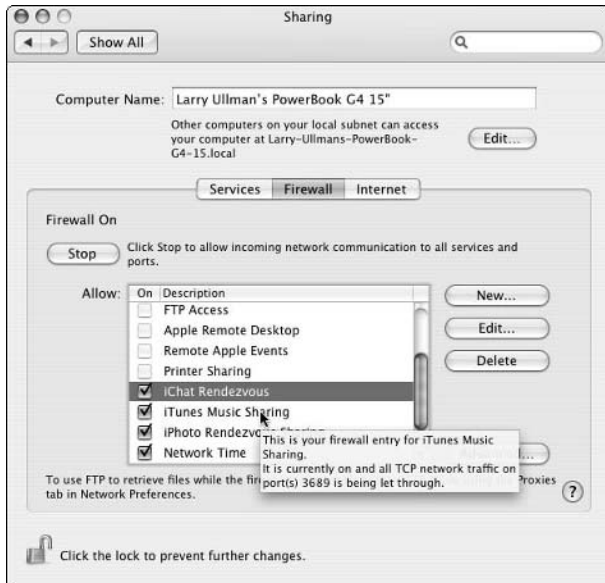 Sharing
Show All
Computer Name: Larry Ullman's PowerBook G4 15"
Other computers on your local subnet can access
your computer at Larry-Ullmans-PowerBook-
G4-15.local
Edit...
Services Firewall Internet
Firewall On
Stop
Click Stop to allow incoming network communication to all services and
ports.
Allow:
On Description
FTP Access
Apple Remote Desktop
Remote Apple Events
Printer Sharing
iChat Rendezvous
iTunes Music Sharing
iPhoto Rendezvous Sharing
Network Time
New...
Edit...
Delete
This is your firewall entry for iTunes Music
Sharing.
It is currently on and all TCP network traffic on
port(s) 3689 is being let through.
To use FTP to retrieve files while the Proxies
tab in Network Preferences.
?
Click the lock to prevent further changes.